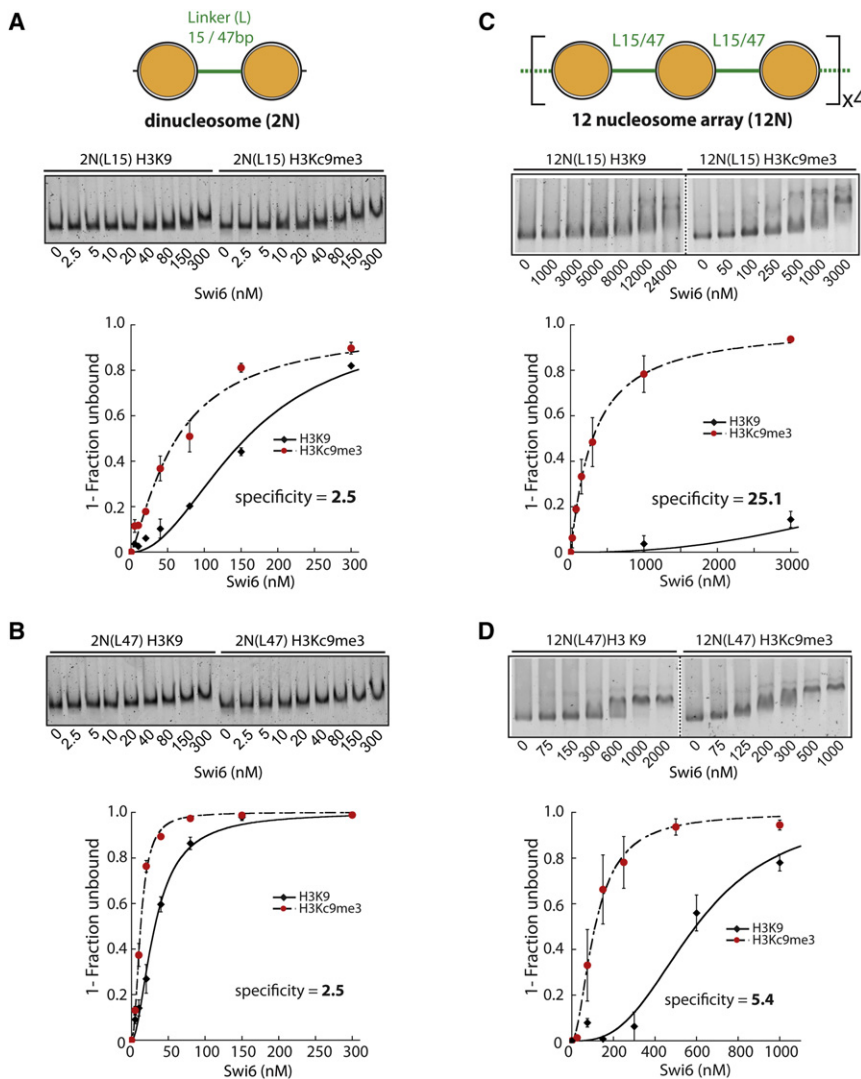 A
Linker (L)
15 / 47bp
dinucleosome (2N)
2N(L15) H3K9 2N(L15) H3Kc9me3
0 2.5 5 10 20 40 80 150 300 0 2.5 5 10 20 40 80 150 300
Swi6 (nM)
1.0
0.8
0.6
0.4
0.2
0
1- Fraction unbound
H3K9
H3Kc9me3
specificity = 2.5
0 50 100 150 200 250 300
Swi6 (nM)
B
2N(L47) H3K9 2N(L47) H3Kc9me3
0 2.5 5 10 20 40 80 150 300 0 2.5 5 10 20 40 80 150 300
Swi6 (nM)
1.0
0.8
0.6
0.4
0.2
0
1- Fraction unbound
H3K9
H3Kc9me3
specificity = 2.5
0 50 100 150 200 250 300
Swi6 (nM)
C
L15/47 L15/47
x4
12 nucleosome array (12N)
12N(L15) H3K9 12N(L15) H3Kc9me3
0 1000 3000 5000 8000 12000 24000 0 50 100 250 500 1000 3000
Swi6 (nM)
1.0
0.8
0.6
0.4
0.2
0
1- Fraction unbound
H3K9
H3Kc9me3
specificity = 25.1
0 1000 2000 3000
Swi6 (nM)
D
12N(L47)H3 K9 12N(L47) H3Kc9me3
0 75 150 300 600 1000 2000 0 75 125 200 300 500 1000
Swi6 (nM)
1.0
0.8
0.6
0.4
0.2
0
1- Fraction unbound
H3K9
H3Kc9me3
specificity = 5.4
0 200 400 600 800 1000
Swi6 (nM)